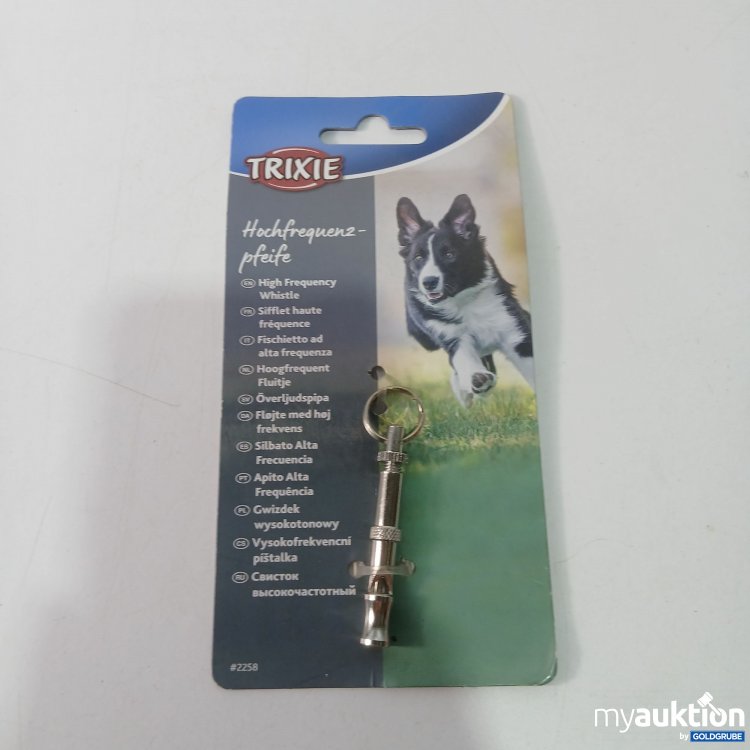 TRIXIE
Hochfrequenz-
pfeife
EN High Frequency
Whistle
FR Sifflet haute
fréquence
IT Fischietto ad
alta frequenza
NL Hoogfrequent
Fluitje
SV Överljudspipa
DA Fløjte med høj
frekvens
ES Silbato Alta
Frecuencia
PT Apito Alta
Frequência
PL Gwizdek
wysokotonowy
CS Vysokofrekvencní
píštalka
RU Свисток
высокочастотный
#2258
myauktion
by GOLDGRUBE